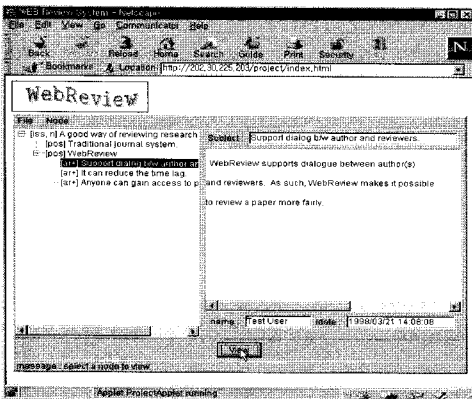 WEB Review System - Netscape
File Edit View Go Communicator Help
Back Reload Home Search Guide Print Security
Bookmarks Location: http://202.30.225.203/project/index.html
WebReview
File Node
[iss, n] A good way of reviewing research
[pos] Traditional journal system.
[pos] WebReview
[ar+] Support dialog b/w author an
[ar+] It can reduce the time lag.
[ar+] Anyone can gain access to p
Subject : Support dialog b/w author and reviewers.
WebReview supports dialogue between author(s)
and reviewers. As such, WebReview makes it possible
to review a paper more fairly.
name : Test User idate : 1998/03/21 14:08:08
View
message : select a node to view
Applet ProjectApplet running